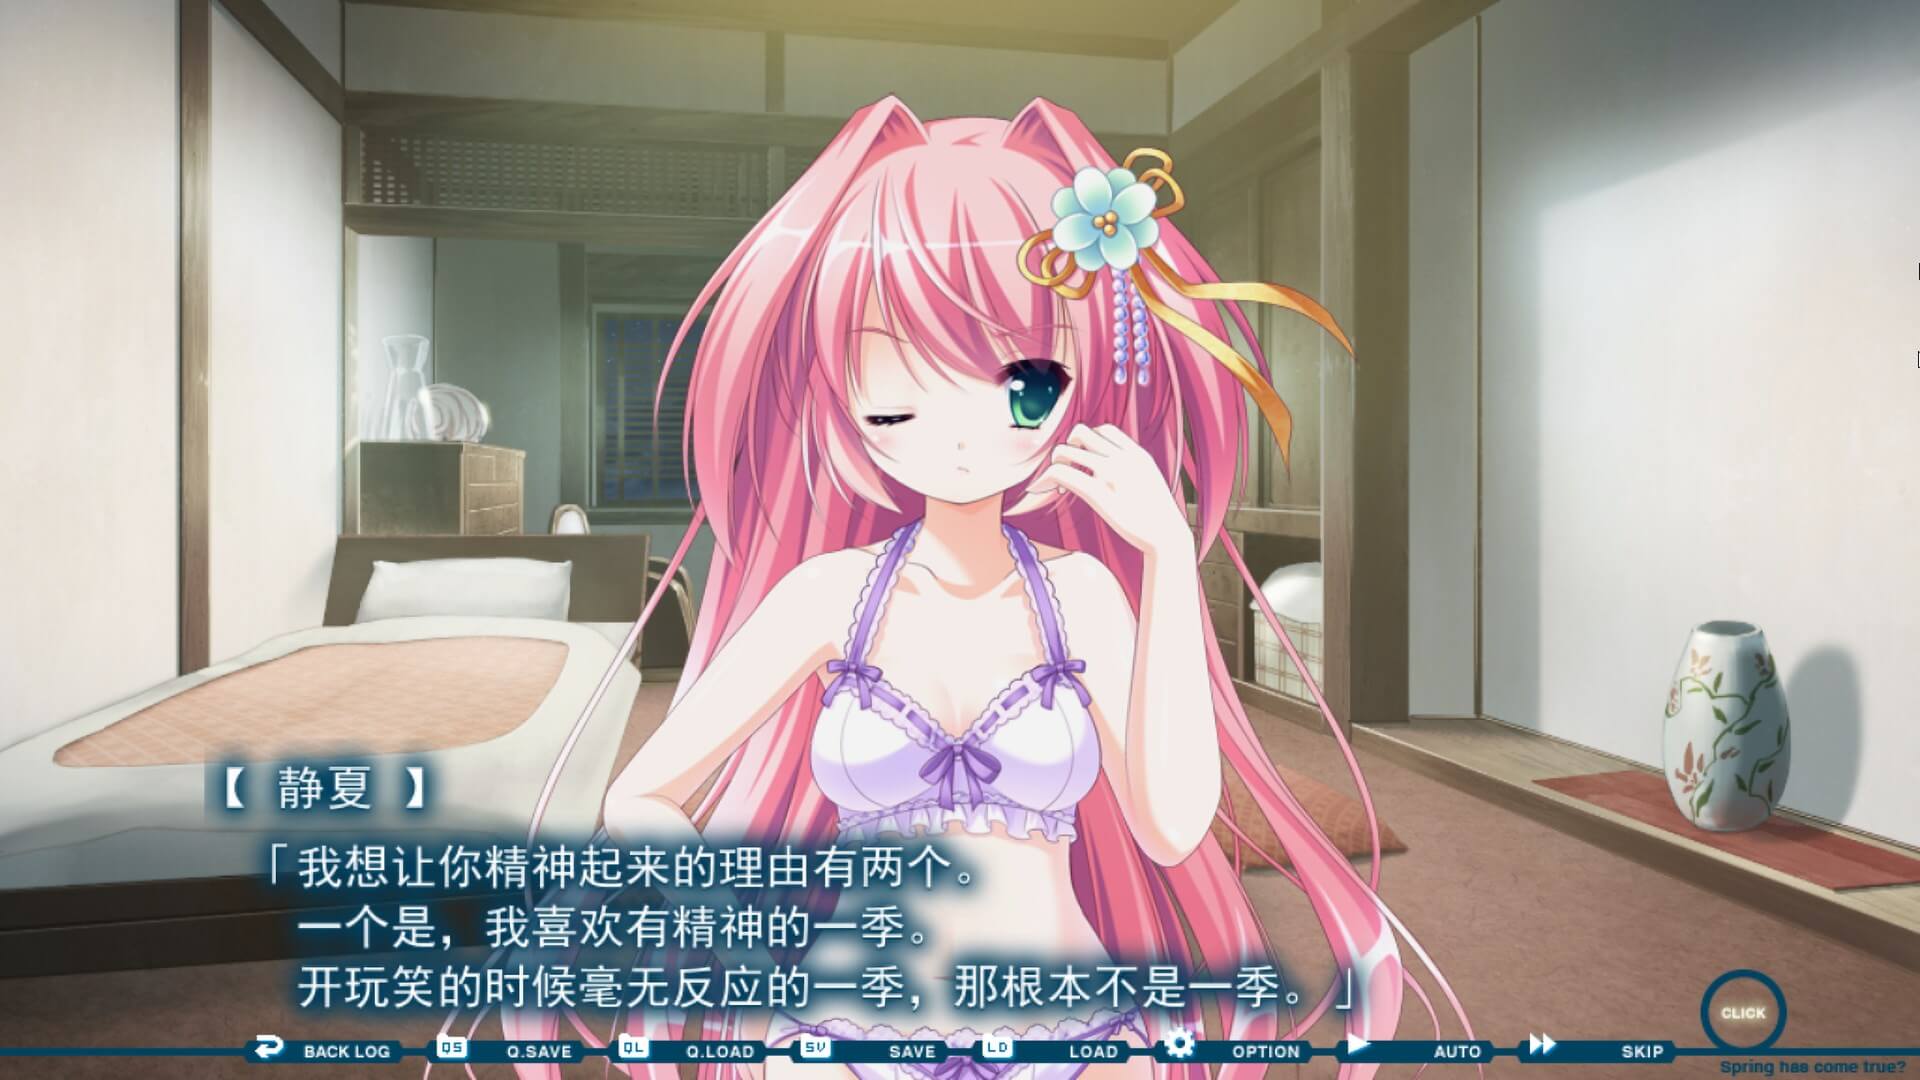 【 静夏 】
「我想让你精神起来的理由有两个。
一个是，我喜欢有精神的一季。
开玩笑的时候毫无反应的一季，那根本不是一季。」
CLICK
QS QL SV LD
BACK LOG Q.SAVE Q.LOAD SAVE LOAD OPTION AUTO SKIP
Spring has come true?